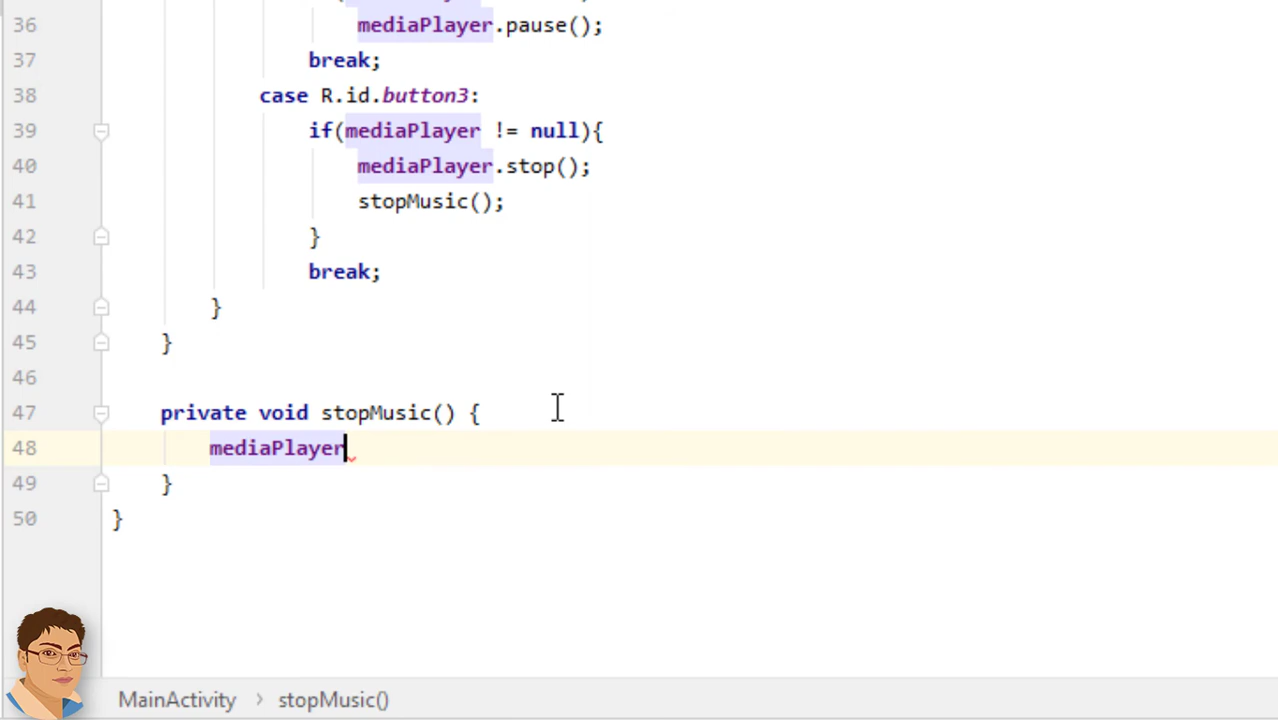 36 mediaPlayer.pause();
37 break;
38 case R.id.button3:
39 if(mediaPlayer != null){
40 mediaPlayer.stop();
41 stopMusic();
42 }
43 break;
44 }
45 }
46
47 private void stopMusic() {
48 mediaPlayer
49 }
50 }
MainActivity > stopMusic()